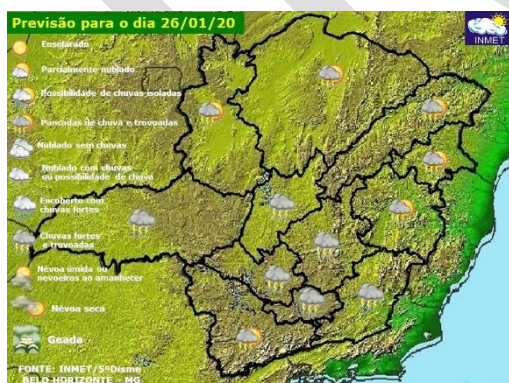 Previsão para o dia 26/01/20
INMET
Ensolarado
Parcialmente nublado
Possibilidade de chuvas isoladas
Pancadas de chuva e trovoadas
Nublado sem chuvas
Nublado com chuvas
ou possibilidade de chuva
Encoberto com
chuvas fortes
Chuvas fortes
e trovoadas
Névoa úmida ou
nevoeiros ao amanhecer
Névoa seca
Geada
FONTE: INMET/5ºDisme
BELO HORIZONTE - MG